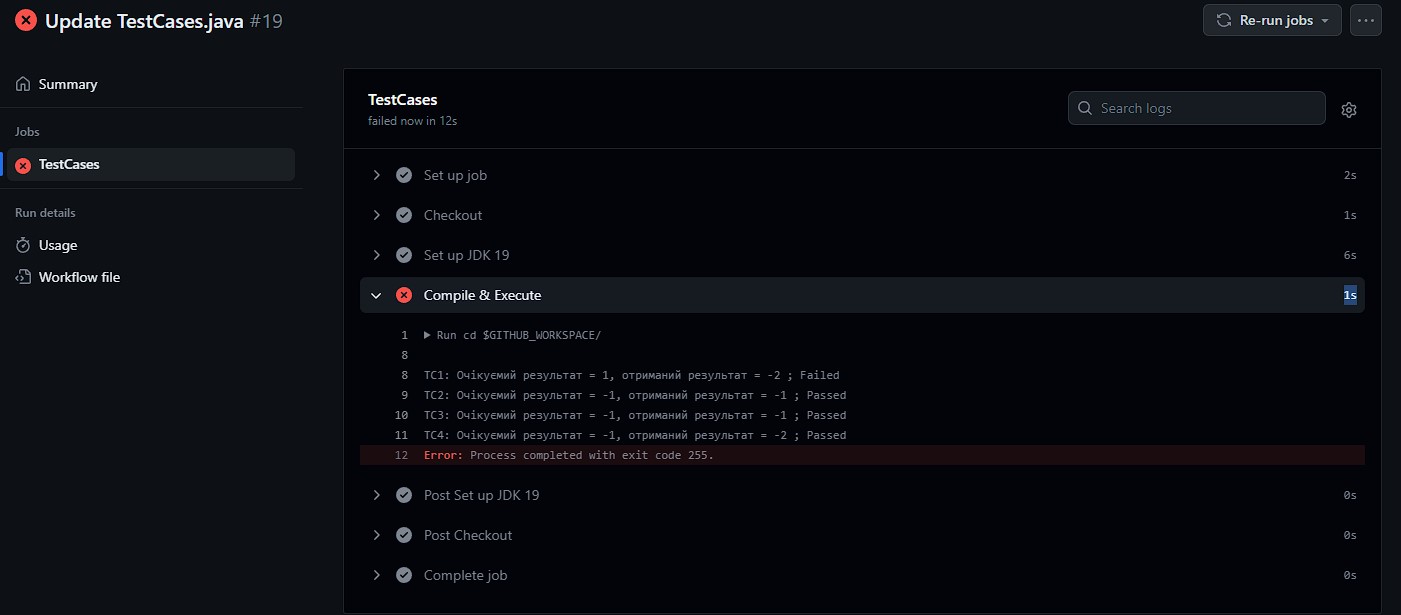 Update TestCases.java #19
Re-run jobs
Summary
Jobs
TestCases
Run details
Usage
Workflow file
TestCases
failed now in 12s
Search logs
Set up job 2s
Checkout 1s
Set up JDK 19 6s
Compile & Execute 1s
1 Run cd $GITHUB_WORKSPACE/
8
8 TC1: Очікуємий результат = 1, отриманий результат = -2 ; Failed
9 TC2: Очікуємий результат = -1, отриманий результат = -1 ; Passed
10 TC3: Очікуємий результат = -1, отриманий результат = -1 ; Passed
11 TC4: Очікуємий результат = -1, отриманий результат = -2 ; Passed
12 Error: Process completed with exit code 255.
Post Set up JDK 19 0s
Post Checkout 0s
Complete job 0s